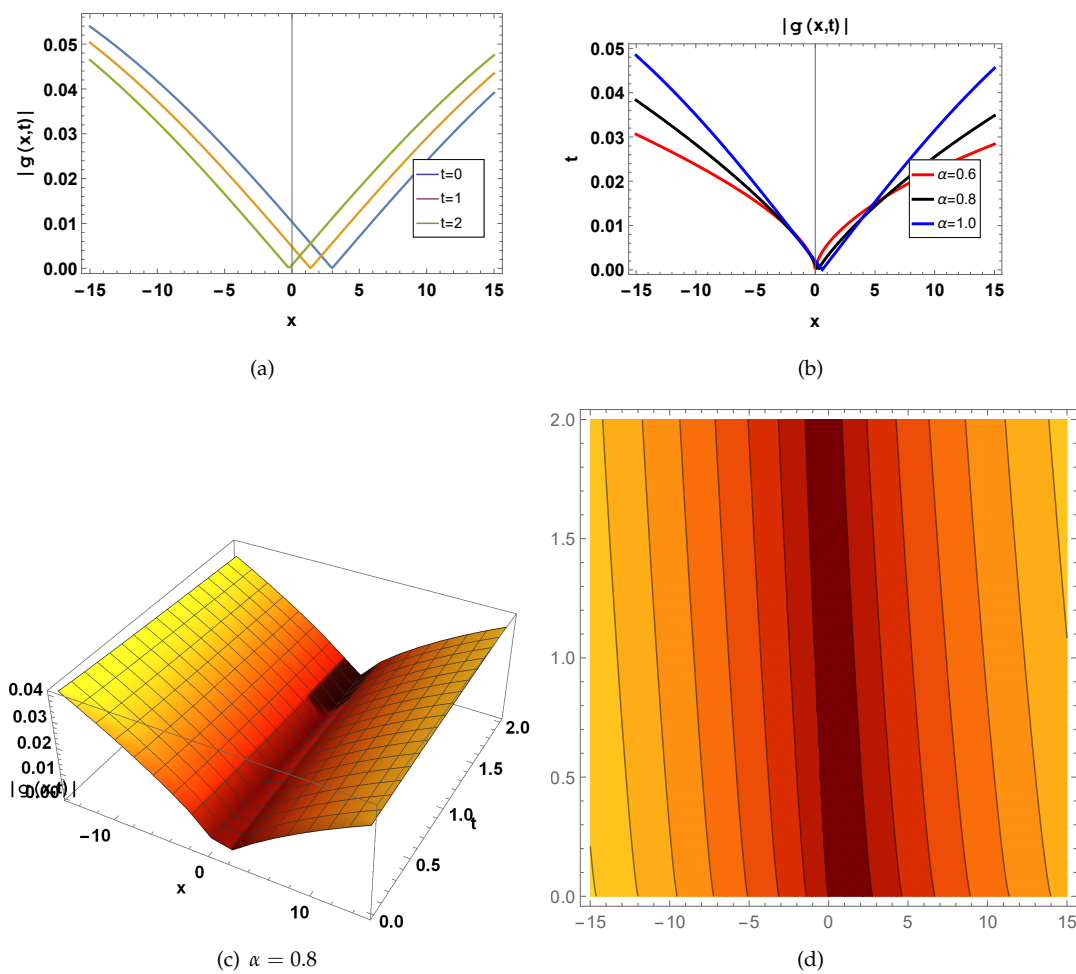 | g (x,t) |
0.05
0.04
0.03
0.02
0.01
0.00
t=0
t=1
t=2
−15 −10 −5 0 5 10 15
x
(a)
| g (x,t) |
t
0.05
0.04
0.03
0.02
0.01
0.00
α=0.6
α=0.8
α=1.0
−15 −10 −5 0 5 10 15
x
(b)
0.04
0.03
0.02
0.01
0.00
| g (x,t) |
−10
0
10
x
0.0
0.5
1.0
1.5
2.0
t
(c) α = 0.8
2.0
1.5
1.0
0.5
0.0
−15 −10 −5 0 5 10 15
(d)